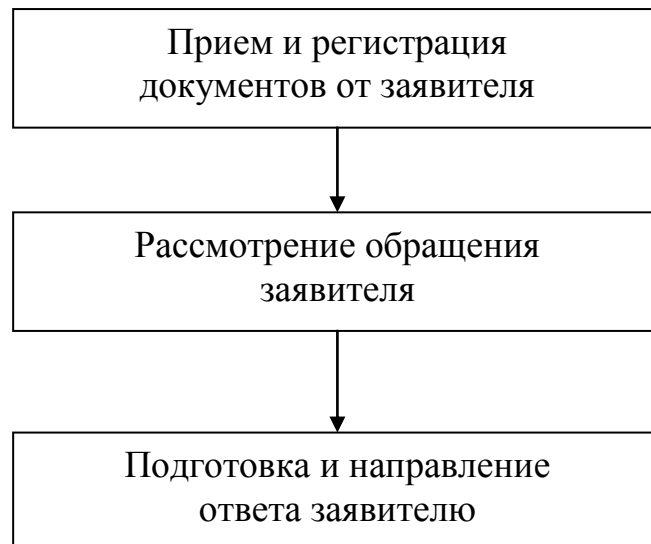 Прием и регистрация
документов от заявителя
Рассмотрение обращения
заявителя
Подготовка и направление
ответа заявителю